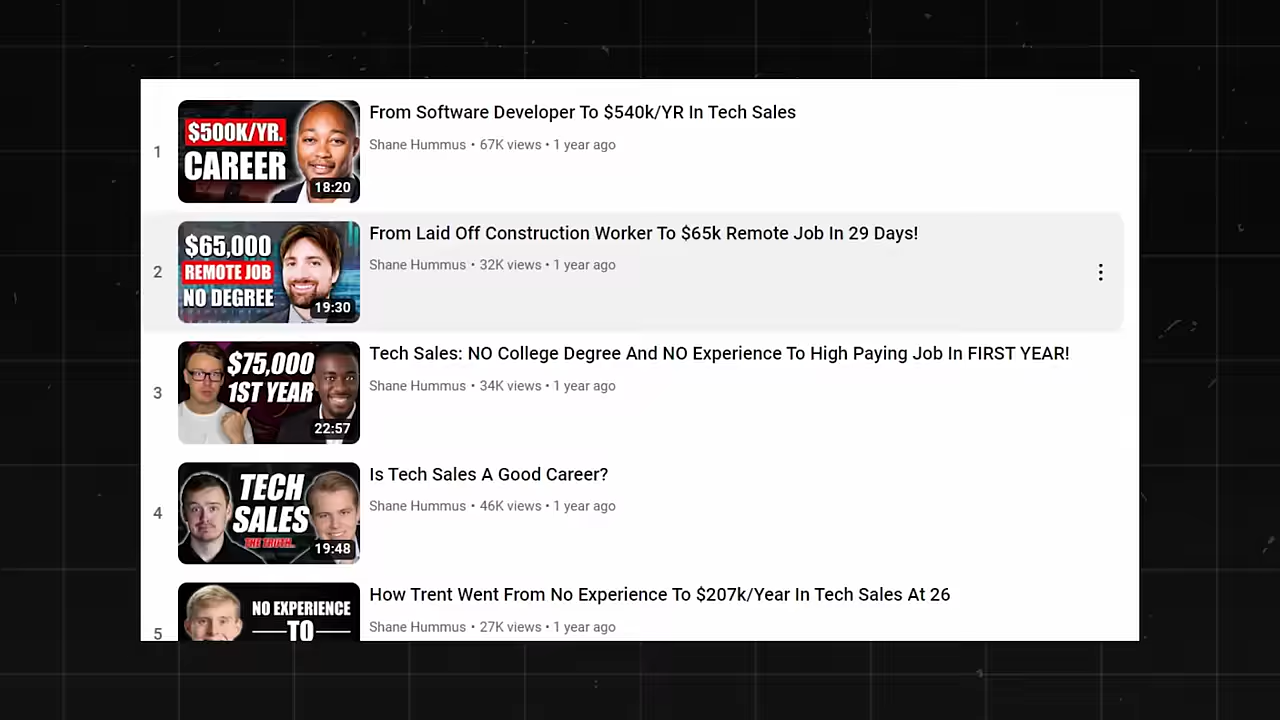 1
$500K/YR.
CAREER
18:20
From Software Developer To $540k/YR In Tech Sales
Shane Hummus • 67K views • 1 year ago
2
$65,000
REMOTE JOB
NO DEGREE
19:30
From Laid Off Construction Worker To $65k Remote Job In 29 Days!
Shane Hummus • 32K views • 1 year ago
3
$75,000
1ST YEAR
22:57
Tech Sales: NO College Degree And NO Experience To High Paying Job In FIRST YEAR!
Shane Hummus • 34K views • 1 year ago
4
TECH
SALES
THE TRUTH..
19:48
Is Tech Sales A Good Career?
Shane Hummus • 46K views • 1 year ago
5
NO EXPERIENCE
TO
How Trent Went From No Experience To $207k/Year In Tech Sales At 26
Shane Hummus • 27K views • 1 year ago